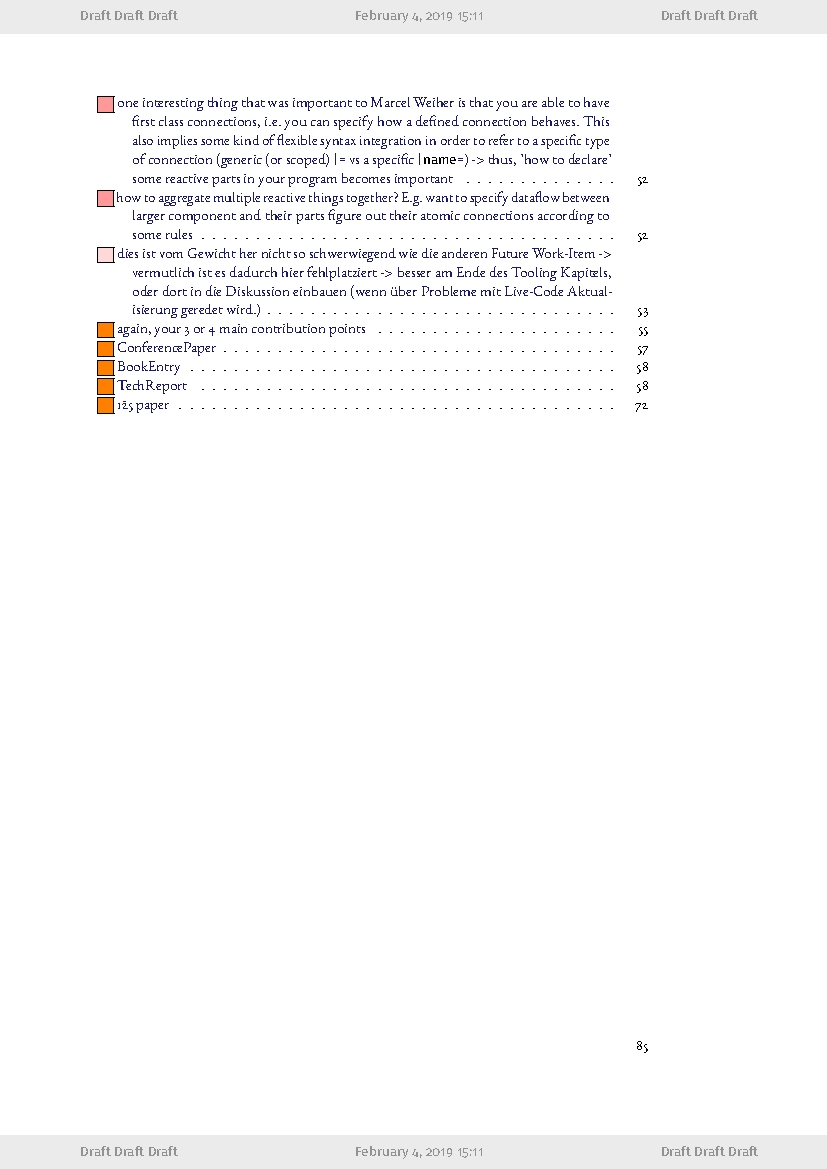 Draft Draft Draft February 4, 2019 15:11 Draft Draft Draft
one interesting thing that was important to Marcel Weiher is that you are able to have
first class connections, i.e. you can specify how a defined connection behaves. This
also implies some kind of flexible syntax integration in order to refer to a specific type
of connection (generic (or scoped) |= vs a specific |name=) -> thus, 'how to declare'
some reactive parts in your program becomes important . . . . . . . . . . . . . . 52
how to aggregate multiple reactive things together? E.g. want to specify dataflow between
larger component and their parts figure out their atomic connections according to
some rules . . . . . . . . . . . . . . . . . . . . . . . . . . . . . . . . . . . . . . 52
dies ist vom Gewicht her nicht so schwerwiegend wie die anderen Future Work-Item ->
vermutlich ist es dadurch hier fehlplatziert -> besser am Ende des Tooling Kapitels,
oder dort in die Diskussion einbauen (wenn über Probleme mit Live-Code Aktual-
isierung geredet wird.) . . . . . . . . . . . . . . . . . . . . . . . . . . . . . . . . 53
again, your 3 or 4 main contribution points . . . . . . . . . . . . . . . . . . . . . . 55
ConferencePaper . . . . . . . . . . . . . . . . . . . . . . . . . . . . . . . . . . . . 57
BookEntry . . . . . . . . . . . . . . . . . . . . . . . . . . . . . . . . . . . . . . . 58
TechReport . . . . . . . . . . . . . . . . . . . . . . . . . . . . . . . . . . . . . . 58
125 paper . . . . . . . . . . . . . . . . . . . . . . . . . . . . . . . . . . . . . . . . 72
85
Draft Draft Draft February 4, 2019 15:11 Draft Draft Draft